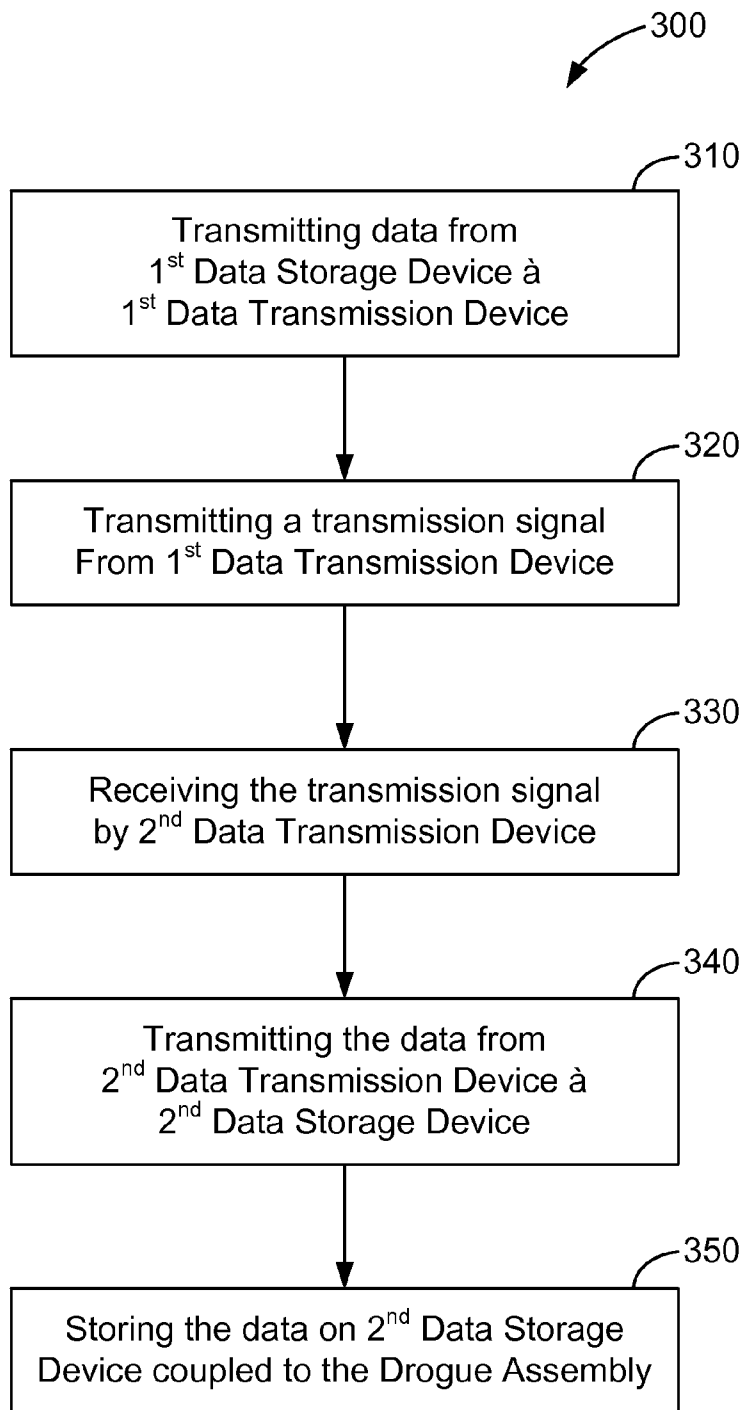 300
310
Transmitting data from
1st Data Storage Device à
1st Data Transmission Device
320
Transmitting a transmission signal
From 1st Data Transmission Device
330
Receiving the transmission signal
by 2nd Data Transmission Device
340
Transmitting the data from
2nd Data Transmission Device à
2nd Data Storage Device
350
Storing the data on 2nd Data Storage
Device coupled to the Drogue Assembly